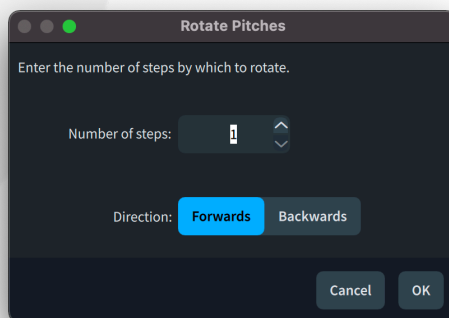 Rotate Pitches
Enter the number of steps by which to rotate.
Number of steps: 1
Direction: Forwards Backwards
Cancel OK